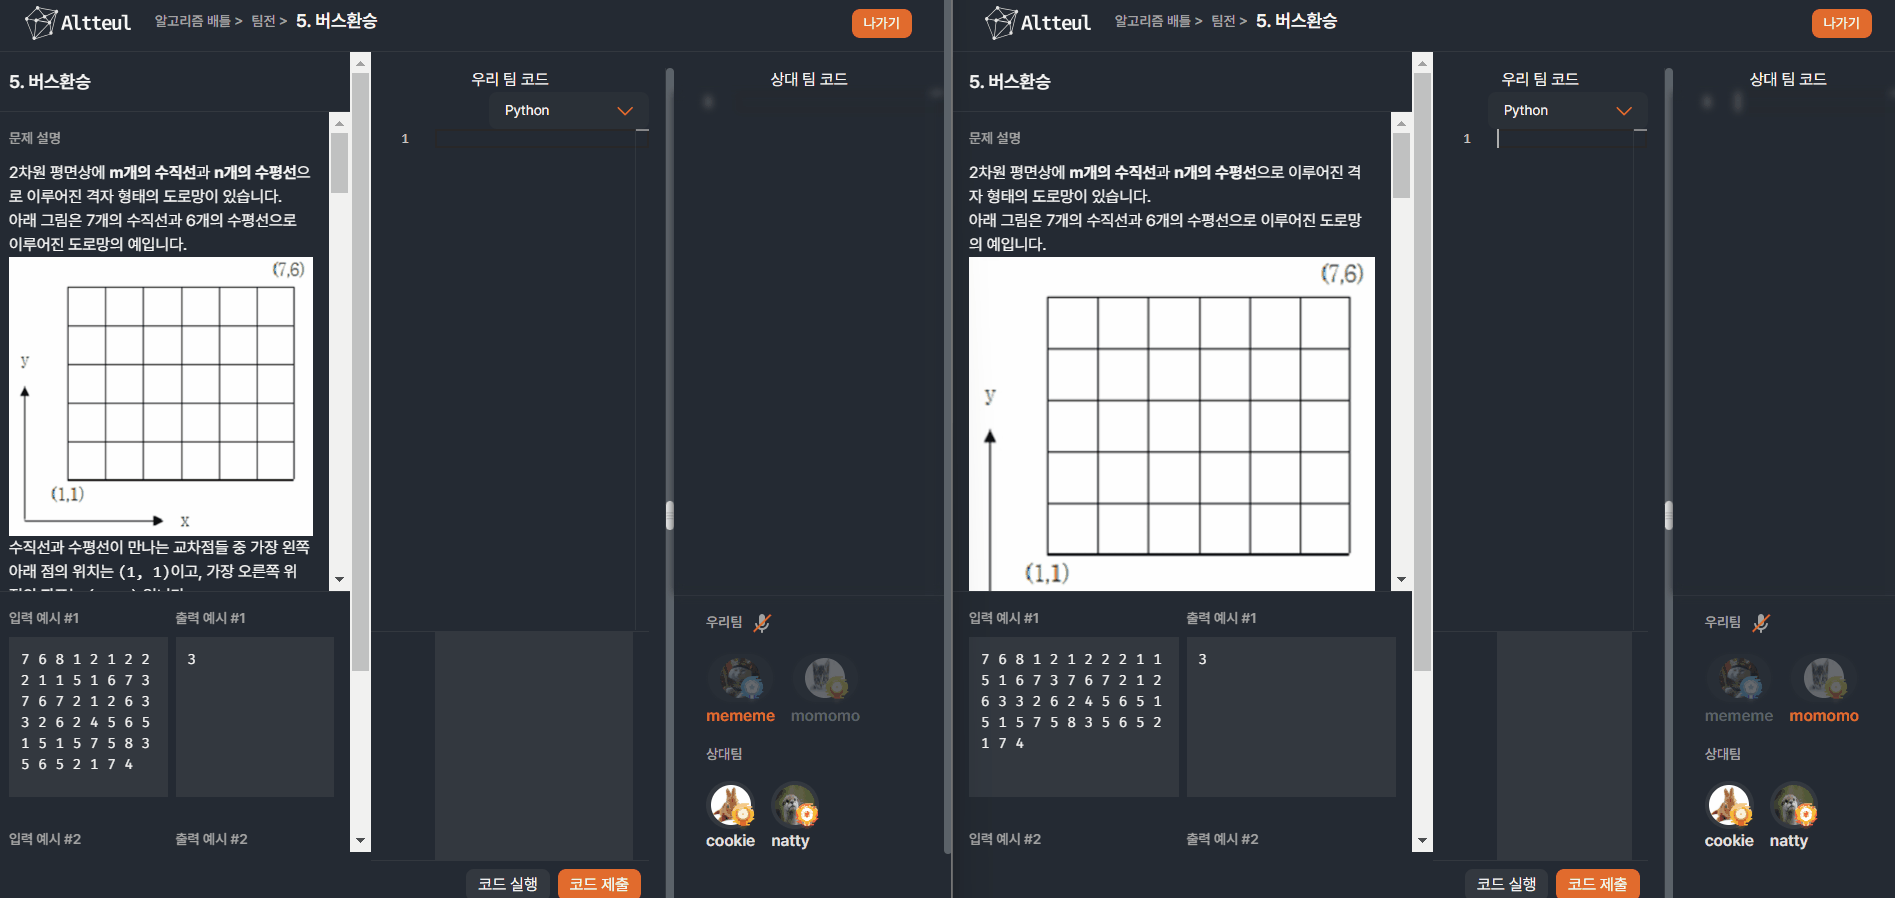 Altteul
알고리즘 배틀 > 팀전 > 5. 버스환승
나가기
5. 버스환승
문제 설명
2차원 평면상에 m개의 수직선과 n개의 수평선으
로 이루어진 격자 형태의 도로망이 있습니다.
아래 그림은 7개의 수직선과 6개의 수평선으로
이루어진 도로망의 예입니다.
(7,6)
y
(1,1)
x
수직선과 수평선이 만나는 교차점들 중 가장 왼쪽
아래 점의 위치는 (1, 1)이고, 가장 오른쪽 위
입력 예시 #1
출력 예시 #1
7 6 8 1 2 1 2 2
2 1 1 5 1 6 7 3
7 6 7 2 1 2 6 3
3 2 6 2 4 5 6 5
1 5 1 5 7 5 8 3
5 6 5 2 1 7 4
3
입력 예시 #2
출력 예시 #2
우리 팀 코드
Python
1
코드 실행
코드 제출
상대 팀 코드
우리팀
mememe
momomo
상대팀
cookie
natty
Altteul
알고리즘 배틀 > 팀전 > 5. 버스환승
나가기
5. 버스환승
문제 설명
2차원 평면상에 m개의 수직선과 n개의 수평선으로 이루어진 격
자 형태의 도로망이 있습니다.
아래 그림은 7개의 수직선과 6개의 수평선으로 이루어진 도로망
의 예입니다.
(7,6)
y
(1,1)
입력 예시 #1
출력 예시 #1
7 6 8 1 2 1 2 2 2 1 1
5 1 6 7 3 7 6 7 2 1 2
6 3 3 2 6 2 4 5 6 5 1
5 1 5 7 5 8 3 5 6 5 2
1 7 4
3
입력 예시 #2
출력 예시 #2
우리 팀 코드
Python
1
코드 실행
코드 제출
상대 팀 코드
우리팀
mememe
momomo
상대팀
cookie
natty